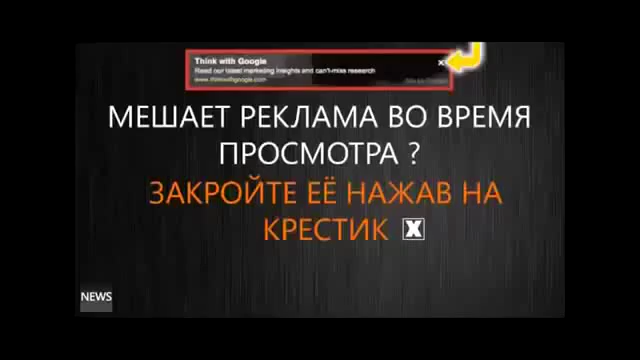 Think with Google
Read our latest marketing insights and can't-miss research
www.thinkwithgoogle.com
МЕШАЕТ РЕКЛАМА ВО ВРЕМЯ
ПРОСМОТРА ?
ЗАКРОЙТЕ ЕЁ НАЖАВ НА
КРЕСТИК X
NEWS